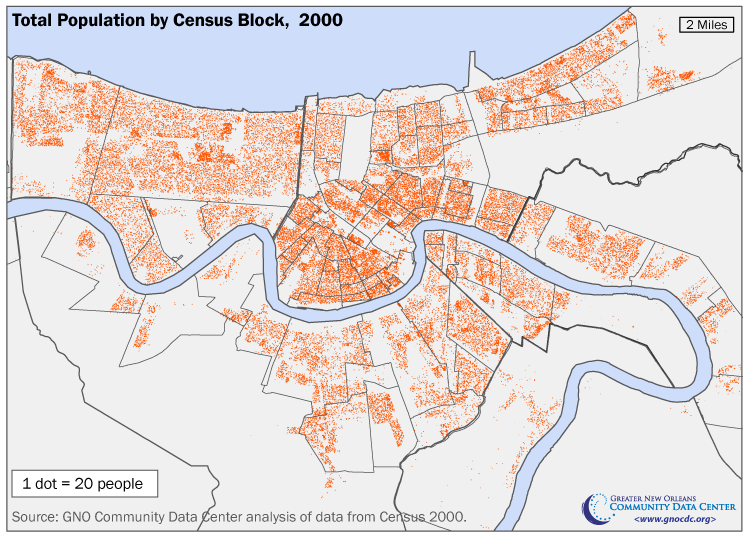 Total Population by Census Block, 2000
2 Miles
1 dot = 20 people
Source: GNO Community Data Center analysis of data from Census 2000.
GREATER NEW ORLEANS
COMMUNITY DATA CENTER
<www.gnocdc.org>